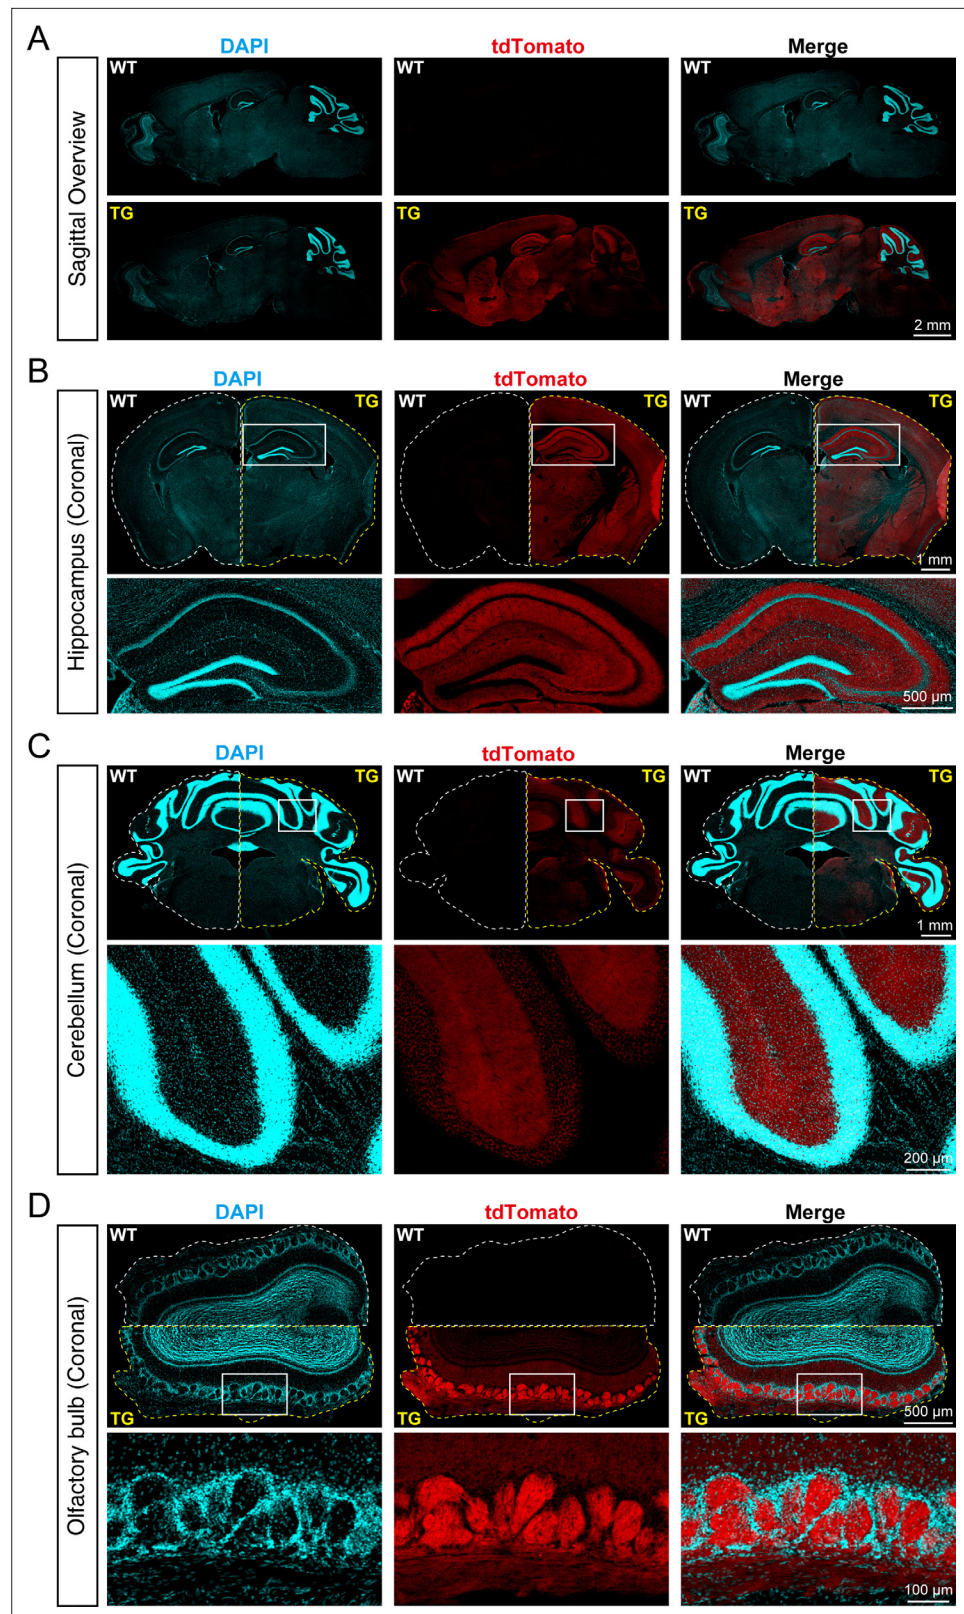 A
DAPI
tdTomato
Merge
Sagittal Overview
WT
WT
WT
TG
TG
TG
2 mm
B
DAPI
tdTomato
Merge
Hippocampus (Coronal)
WT
TG
WT
TG
WT
TG
1 mm
500 µm
C
DAPI
tdTomato
Merge
Cerebellum (Coronal)
WT
TG
WT
TG
WT
TG
1 mm
200 µm
D
DAPI
tdTomato
Merge
Olfactory bulb (Coronal)
WT
WT
WT
TG
TG
TG
500 µm
100 µm